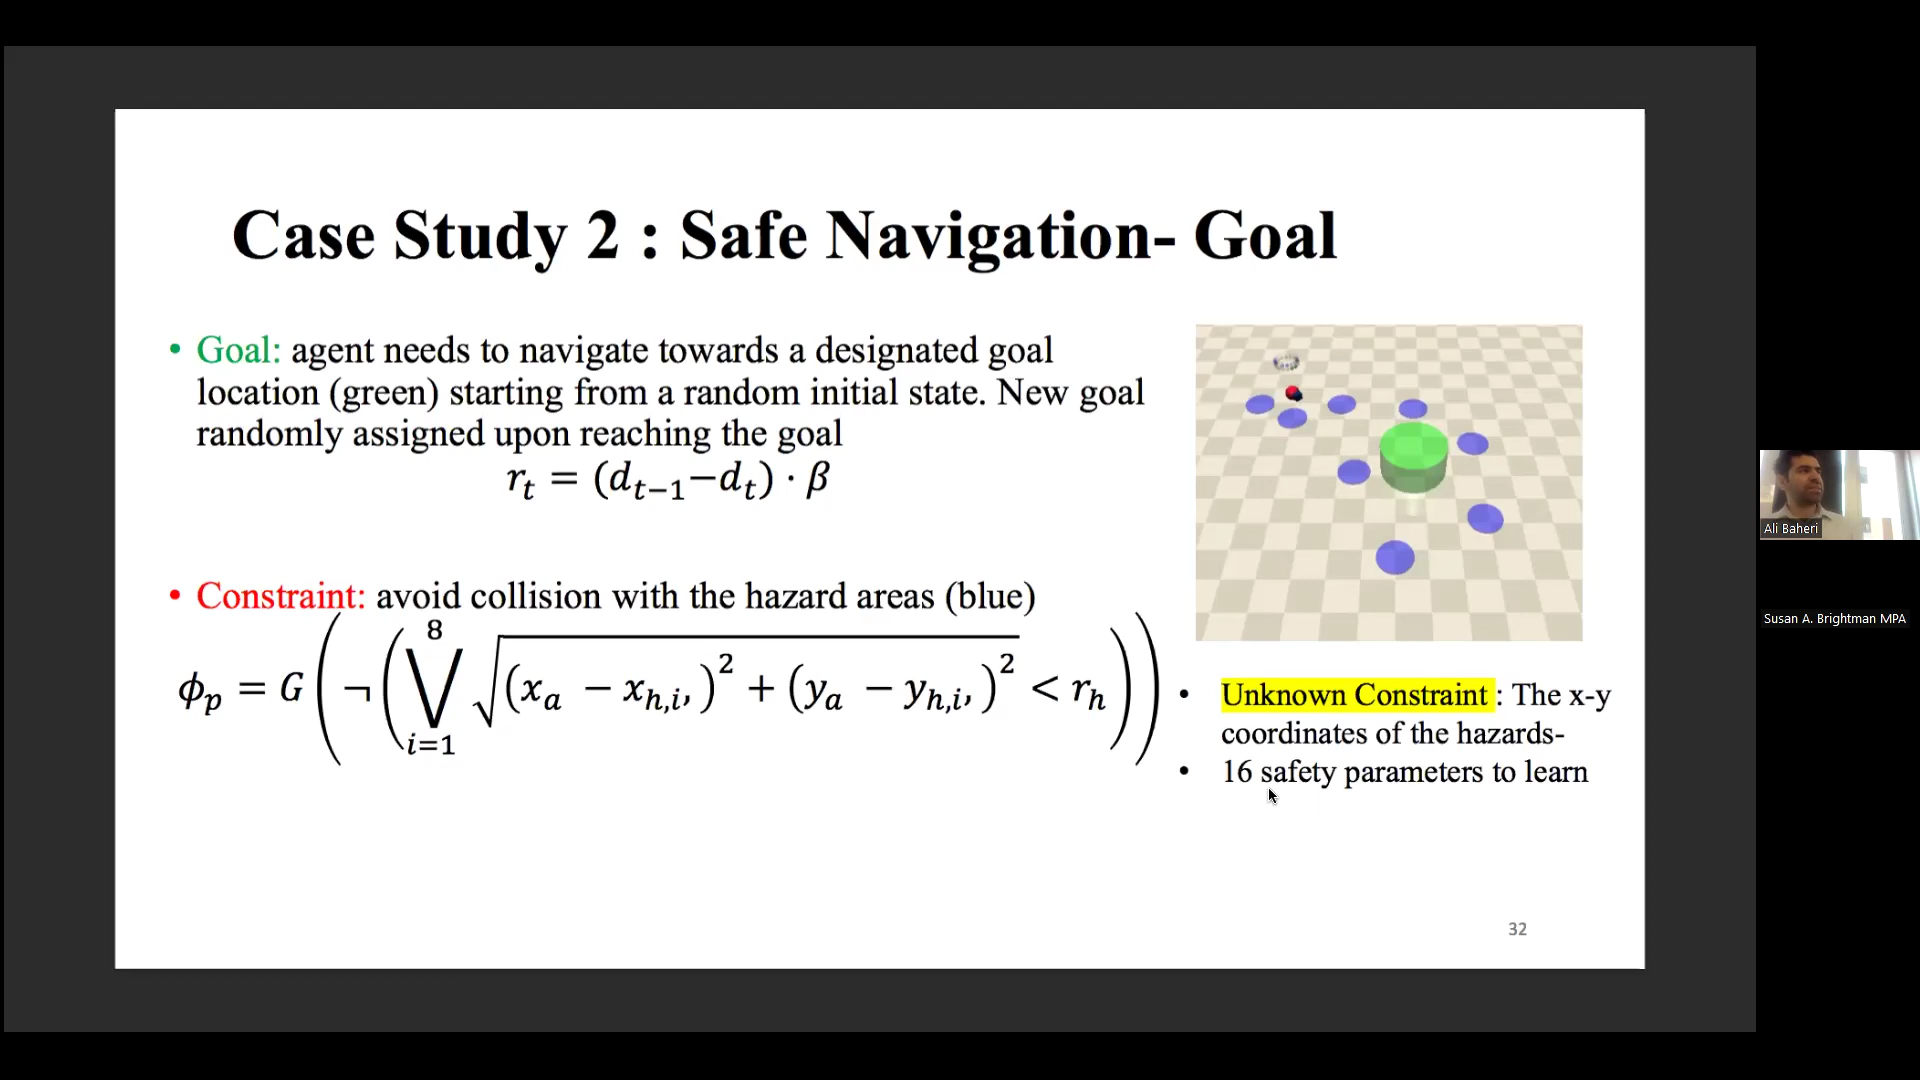 Case Study 2 : Safe Navigation- Goal
• Goal: agent needs to navigate towards a designated goal
location (green) starting from a random initial state. New goal
randomly assigned upon reaching the goal
r_t = (d_{t−1}−d_t) · β
• Constraint: avoid collision with the hazard areas (blue)
ϕ_p = G(¬(⋁_{i=1}^{8} √((x_a − x_{h,i,})^2 + (y_a − y_{h,i,})^2) < r_h))
• Unknown Constraint : The x-y
coordinates of the hazards-
• 16 safety parameters to learn
32
Ali Baheri
Susan A. Brightman MPA